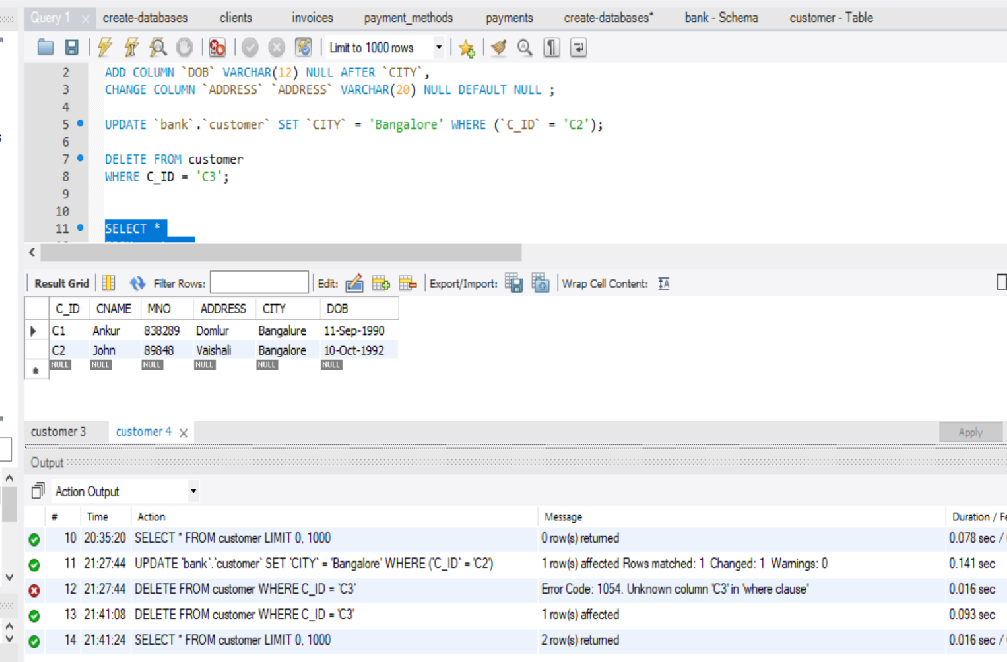 Query 1 × create-databases clients invoices payment_methods payments create-databases* bank - Schema customer - Table
Limit to 1000 rows
2 ADD COLUMN `DOB` VARCHAR(12) NULL AFTER `CITY`,
3 CHANGE COLUMN `ADDRESS` `ADDRESS` VARCHAR(20) NULL DEFAULT NULL ;
4
5 UPDATE `bank`.`customer` SET `CITY` = 'Bangalore' WHERE (`C_ID` = 'C2');
6
7 DELETE FROM customer
8 WHERE C_ID = 'C3';
9
10
11 SELECT *
Result Grid Filter Rows: Edit: Export/Import: Wrap Cell Content: IA
C_ID CNAME MNO ADDRESS CITY DOB
C1 Ankur 838289 Domlur Bangalure 11-Sep-1990
C2 John 89848 Vaishali Bangalore 10-Oct-1992
NULL NULL NULL NULL NULL NULL
customer 3 customer 4 × Apply
Output
Action Output
# Time Action Message Duration / Fe
10 20:35:20 SELECT * FROM customer LIMIT 0, 1000 0 row(s) returned 0.078 sec /
11 21:27:44 UPDATE `bank`.`customer` SET `CITY` = 'Bangalore' WHERE (`C_ID` = 'C2') 1 row(s) affected Rows matched: 1 Changed: 1 Warnings: 0 0.141 sec
12 21:27:44 DELETE FROM customer WHERE C_ID = `C3` Error Code: 1054. Unknown column 'C3' in 'where clause' 0.016 sec
13 21:41:08 DELETE FROM customer WHERE C_ID = 'C3' 1 row(s) affected 0.093 sec
14 21:41:24 SELECT * FROM customer LIMIT 0, 1000 2 row(s) returned 0.016 sec /